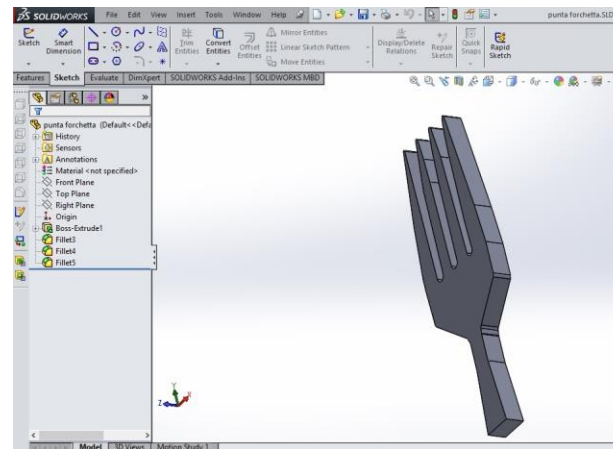 SOLIDWORKS File Edit View Insert Tools Window Help punta forchetta.SLD
Sketch Smart Dimension Trim Entities Convert Entities Offset Entities Mirror Entities Linear Sketch Pattern Move Entities Display/Delete Relations Repair Sketch Quick Snaps Rapid Sketch
Features Sketch Evaluate DimXpert SOLIDWORKS Add-Ins SOLIDWORKS MBD
punta forchetta (Default<<Defa
History
Sensors
Annotations
Material <not specified>
Front Plane
Top Plane
Right Plane
Origin
Boss-Extrude1
Fillet3
Fillet4
Fillet5
Y
Z
X
Model 3D Views Motion Study 1